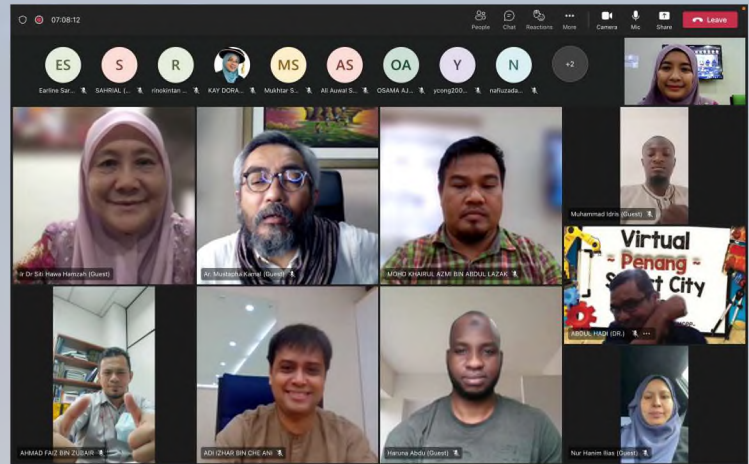 07:08:12
People Chat Reactions More Camera Mic Share Leave
ES S R MS AS OA Y N +2
Earline Sar... SAHRIAL (... rinokintan ... KAY DORA... Mukhtar S... Ali Auwal S... OSAMA AJ... ycong200... nafiuzada...
Ir Dr Siti Hawa Hamzah (Guest)
Ar. Mustapha Kamal (Guest)
MOHD KHAIRUL AZMI BIN ABDUL LAZAK
Muhammad Idris (Guest)
Virtual
Penang
City
ABDUL HADI (DR.)
AHMAD FAIZ BIN ZUBAIR
ADI IZHAR BIN CHE ANI
Haruna Abdu (Guest)
Nur Hanim Ilias (Guest)